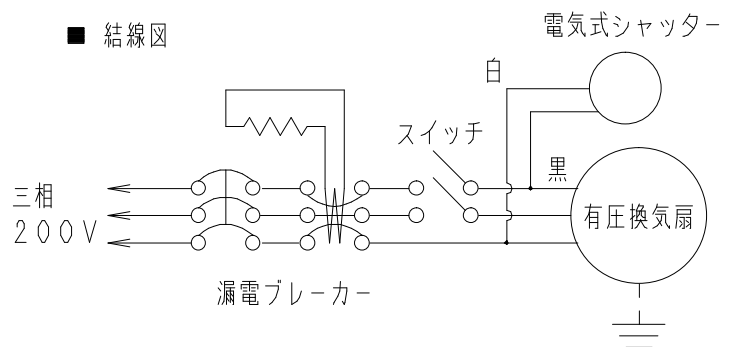 ■ 結線図
電気式シャッター
白
スイッチ
黒
三相
200V
有圧換気扇
漏電ブレーカー